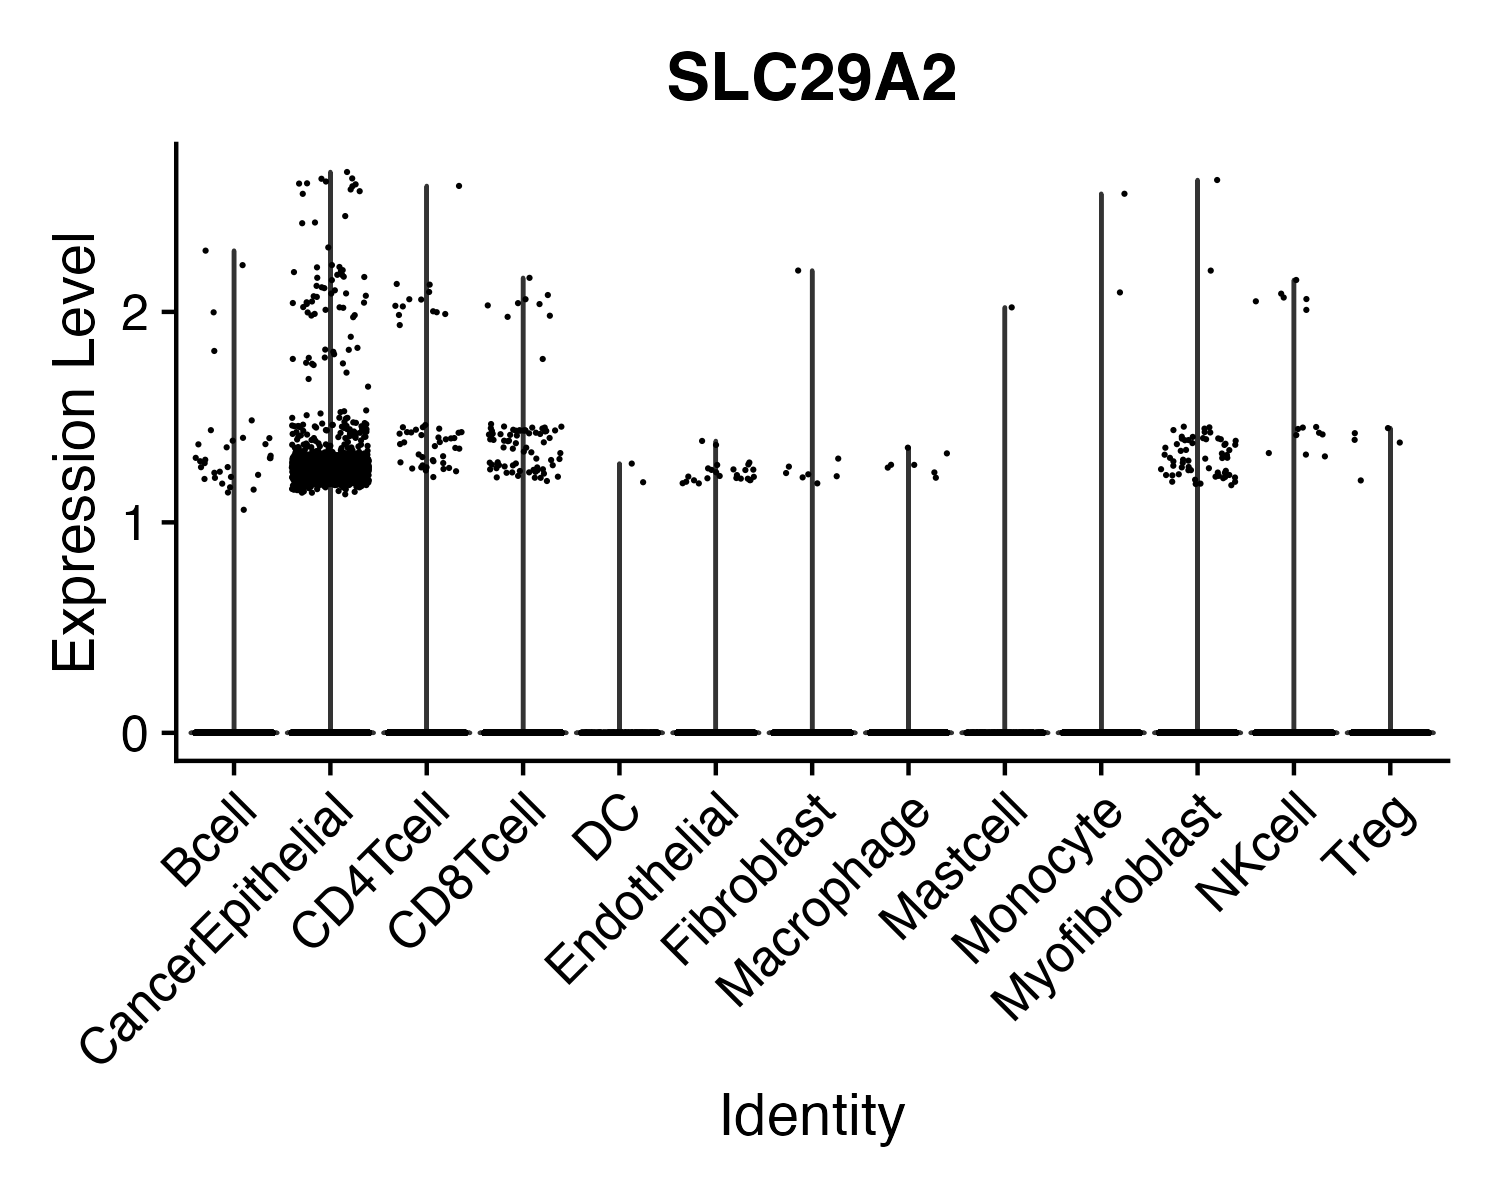 SLC29A2
Expression Level
2
1
0
Bcell
CancerEpithelial
CD4Tcell
CD8Tcell
DC
Endothelial
Fibroblast
Macrophage
Mastcell
Monocyte
Myofibroblast
NKcell
Treg
Identity